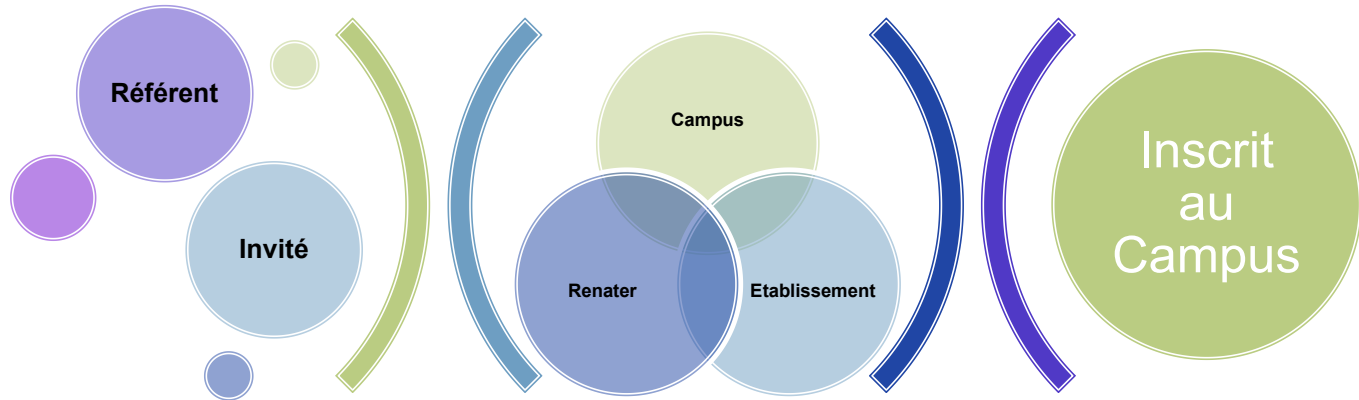 Référent
Invité
Campus
Renater
Etablissement
Inscrit
au
Campus